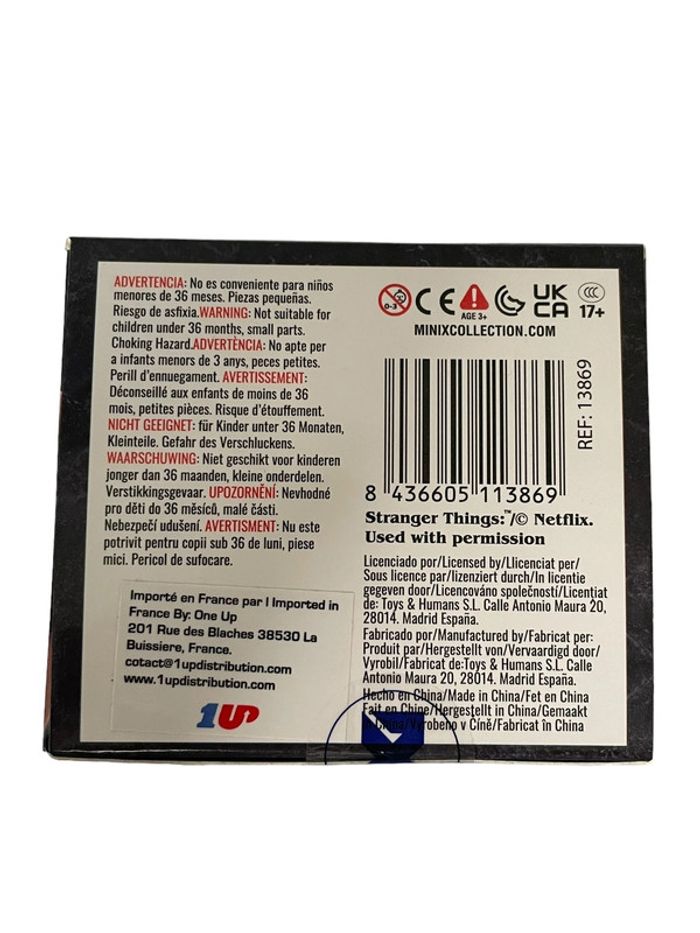 ADVERTENCIA: No es conveniente para niños
menores de 36 meses. Piezas pequeñas.
Riesgo de asfixia.WARNING: Not suitable for
children under 36 months, small parts.
Choking Hazard.ADVERTÈNCIA: No apte per
a infants menors de 3 anys, peces petites.
Perill d'ennuegament. AVERTISSEMENT:
Déconseillé aux enfants de moins de 36
mois, petites pièces. Risque d'étouffement.
NICHT GEEIGNET: für Kinder unter 36 Monaten,
Kleinteile. Gefahr des Verschluckens.
WAARSCHUWING: Niet geschikt voor kinderen
jonger dan 36 maanden, kleine onderdelen.
Verstikkingsgevaar. UPOZORNĚNÍ: Nevhodné
pro děti do 36 měsíců, malé části.
Nebezpečí udušení. AVERTISMENT: Nu este
potrivit pentru copii sub 36 de luni, piese
mici. Pericol de sufocare.
Importé en France par I Imported in
France By: One Up
201 Rue des Blaches 38530 La
Buissiere, France.
cotact@1updistribution.com
www.1updistribution.com
1UP
0-3
CE
AGE 3+
UK
CA
CCC
17+
MINIXCOLLECTION.COM
REF: 13869
8 436605 113869
Stranger Things:™/© Netflix.
Used with permission
Licenciado por/Licensed by/Llicenciat per/
Sous licence par/lizenziert durch/In licentie
gegeven door/Licencováno společností/Licențiat
de: Toys & Humans S.L. Calle Antonio Maura 20,
28014. Madrid España.
Fabricado por/Manufactured by/Fabricat per:
Produit par/Hergestellt von/Vervaardigd door/
Vyrobil/Fabricat de:Toys & Humans S.L. Calle
Antonio Maura 20, 28014. Madrid España.
Hecho en China/Made in China/Fet en China
Fait en Chine/Hergestellt in China/Gemaakt
in China/Vyrobeno v Číně/Fabricat în China